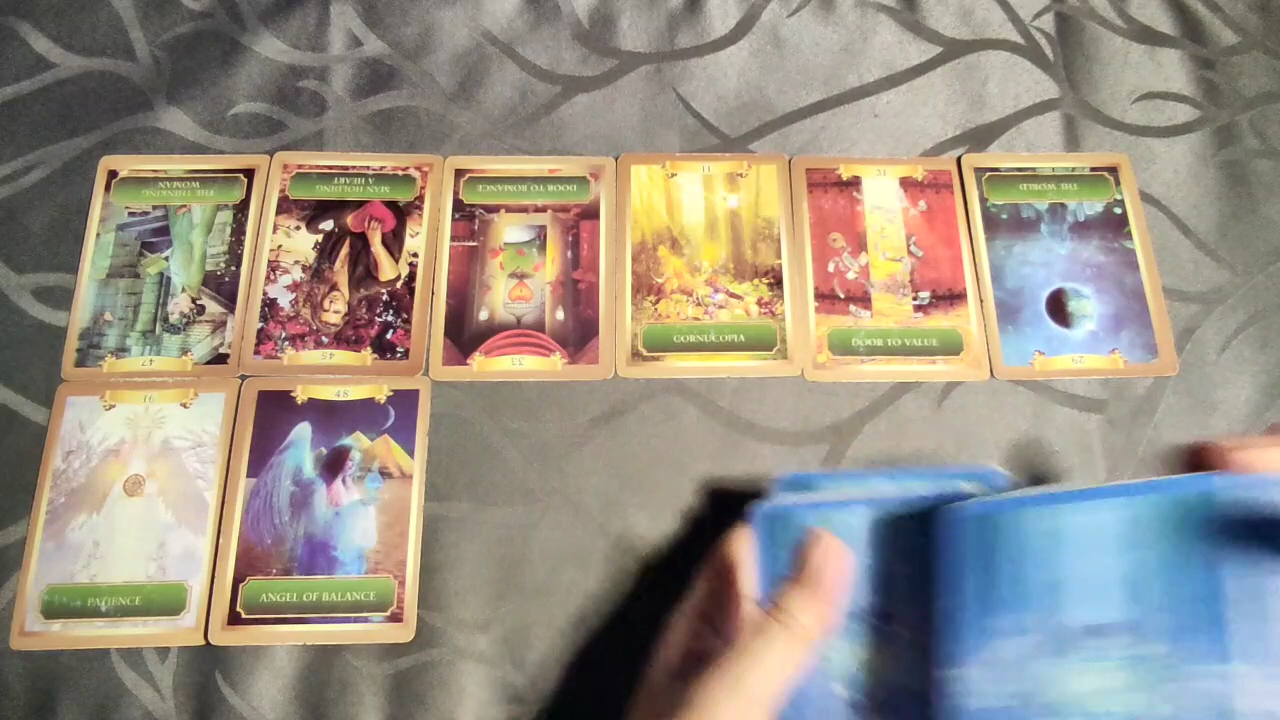 THE THINKING
WOMAN
47
MAN HOLDING
A HEART
45
DOOR TO ROMANCE
33
11
CORNUCOPIA
31
DOOR TO VALUE
THE WORLD
29
16
PATIENCE
48
ANGEL OF BALANCE